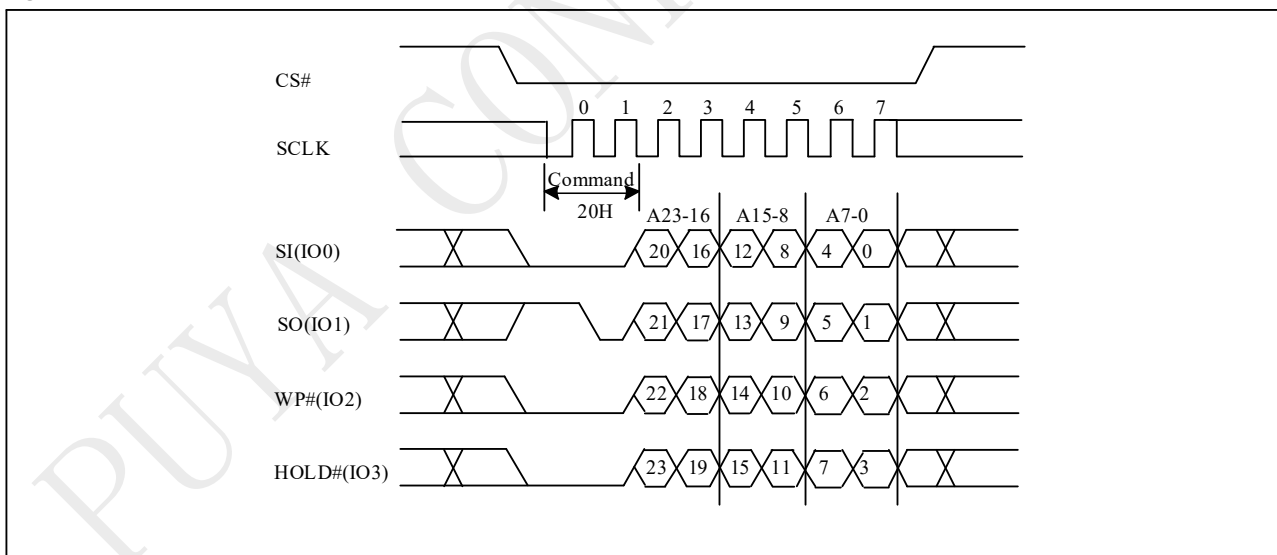 PUYA CON
CS#
0 1 2 3 4 5 6 7
SCLK
Command
20H
A23-16 A15-8 A7-0
SI(IO0) 20 16 12 8 4 0
SO(IO1) 21 17 13 9 5 1
WP#(IO2) 22 18 14 10 6 2
HOLD#(IO3) 23 19 15 11 7 3